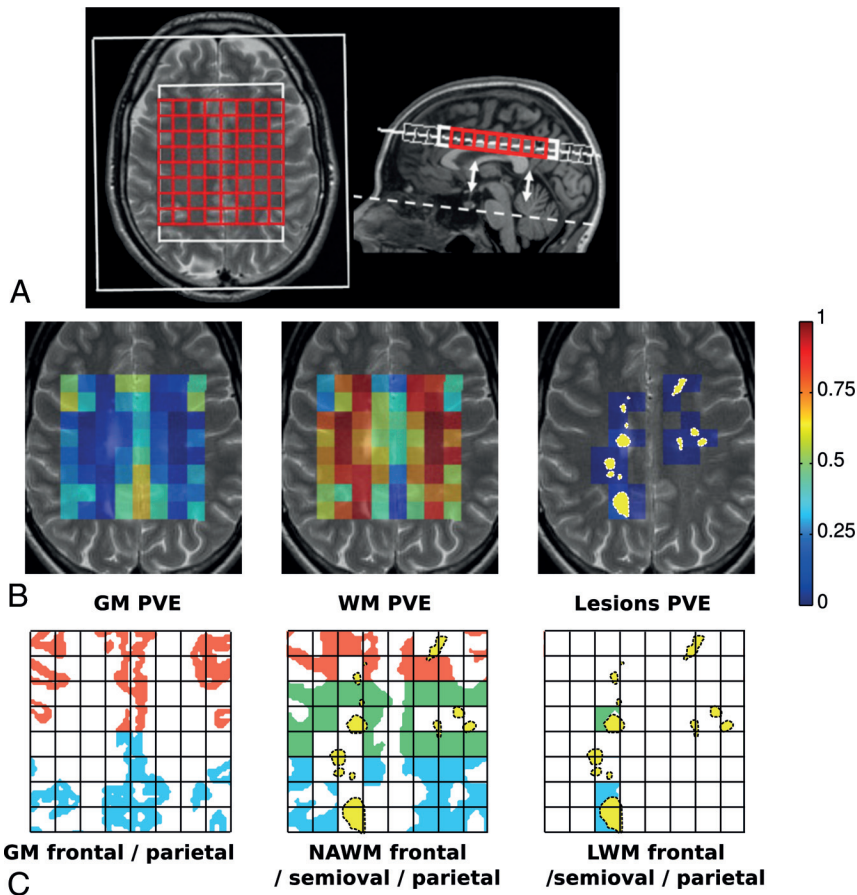 A
1
0.75
0.5
0.25
0
B
GM PVE
WM PVE
Lesions PVE
GM frontal / parietal
NAWM frontal
/ semioval / parietal
LWM frontal
/semioval / parietal
C